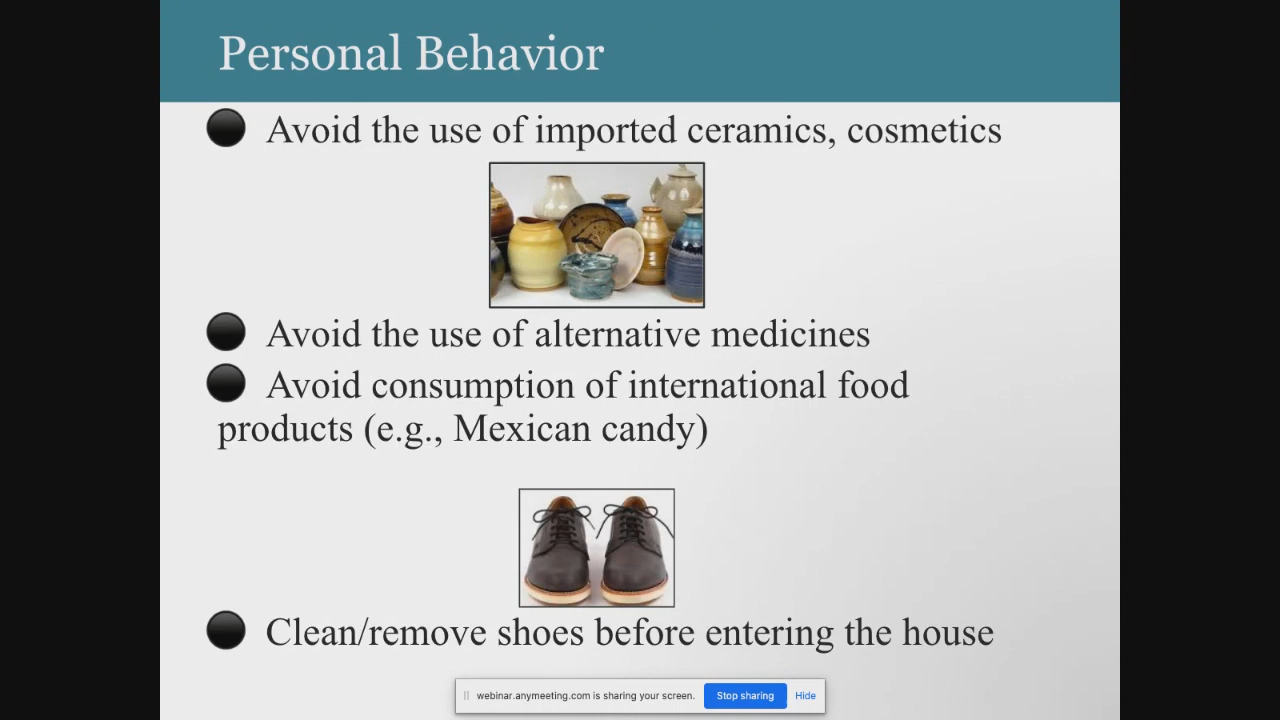 Personal Behavior
Avoid the use of imported ceramics, cosmetics
Avoid the use of alternative medicines
Avoid consumption of international food
products (e.g., Mexican candy)
Clean/remove shoes before entering the house
webinar.anymeeting.com is sharing your screen. Stop sharing Hide